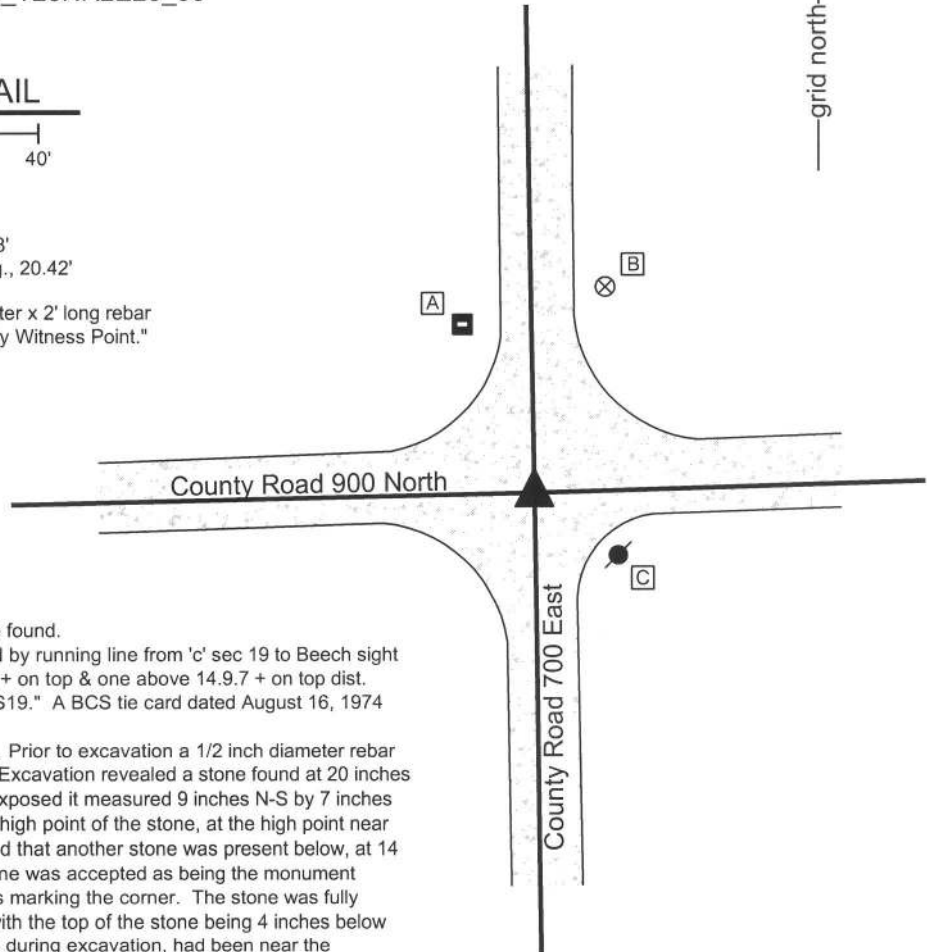 AIL
40'
grid north
20.42'
x 2' long rebar
Witness Point."
A
B
County Road 900 North
C
County Road 700 East
found.
by running line from 'c' sec 19 to Beech sight
+ on top & one above 14.9.7 + on top dist.
A BCS tie card dated August 16, 1974
Prior to excavation a 1/2 inch diameter rebar
Excavation revealed a stone found at 20 inches
exposed it measured 9 inches N-S by 7 inches
high point of the stone, at the high point near
that another stone was present below, at 14
was accepted as being the monument
marking the corner. The stone was fully
with the top of the stone being 4 inches below
during excavation, had been near the